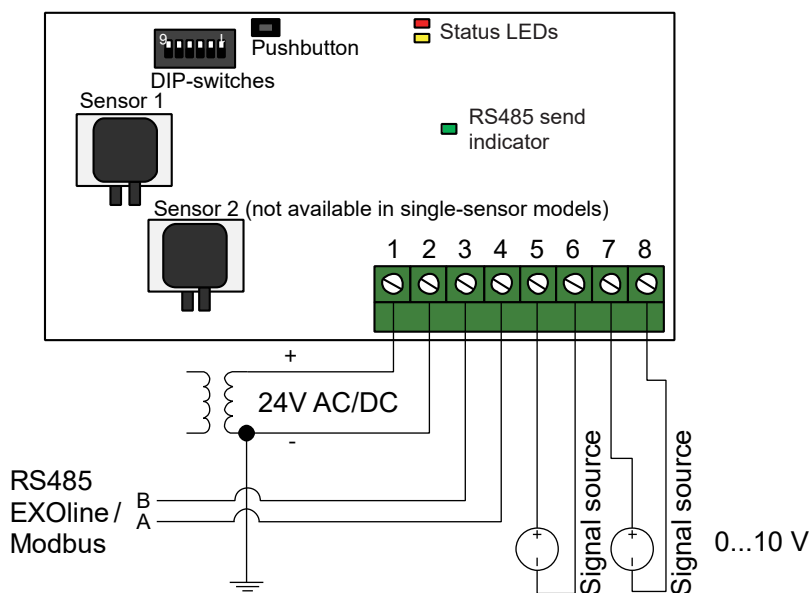 Status LEDs
Pushbutton
6 1
DIP-switches
Sensor 1
RS485 send
indicator
Sensor 2 (not available in single-sensor models)
1 2 3 4 5 6 7 8
+
24V AC/DC
-
RS485
EXOline /
Modbus
B
A
+
-
Signal source
+
-
Signal source
0...10 V